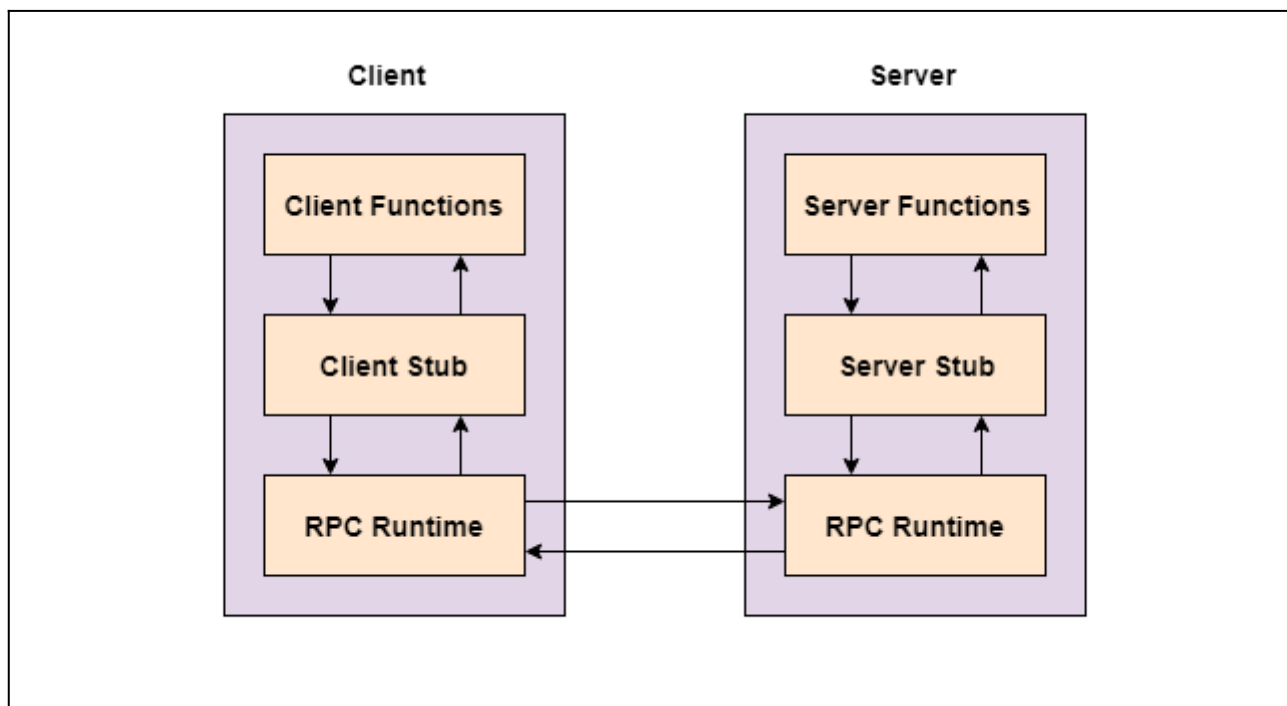 Client
Server
Client Functions
Server Functions
Client Stub
Server Stub
RPC Runtime
RPC Runtime